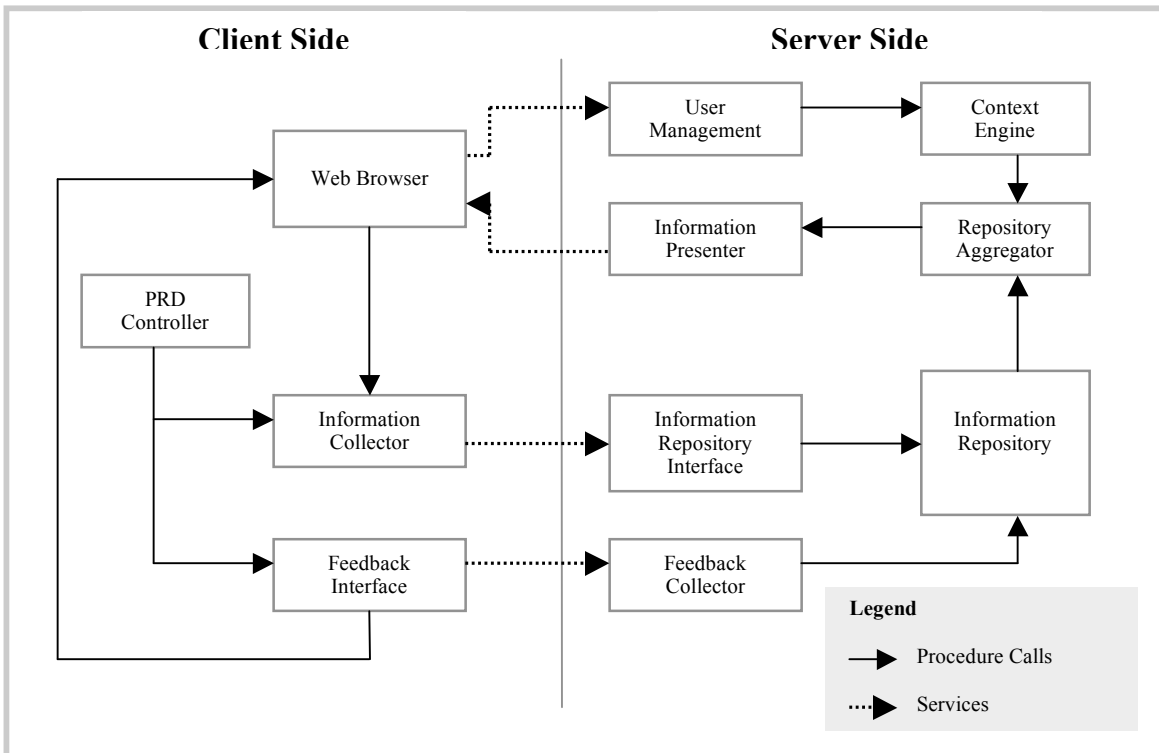 Client Side
Server Side
User
Management
Context
Engine
Web Browser
Information
Presenter
Repository
Aggregator
PRD
Controller
Information
Collector
Information
Repository
Interface
Information
Repository
Feedback
Interface
Feedback
Collector
Legend
Procedure Calls
Services